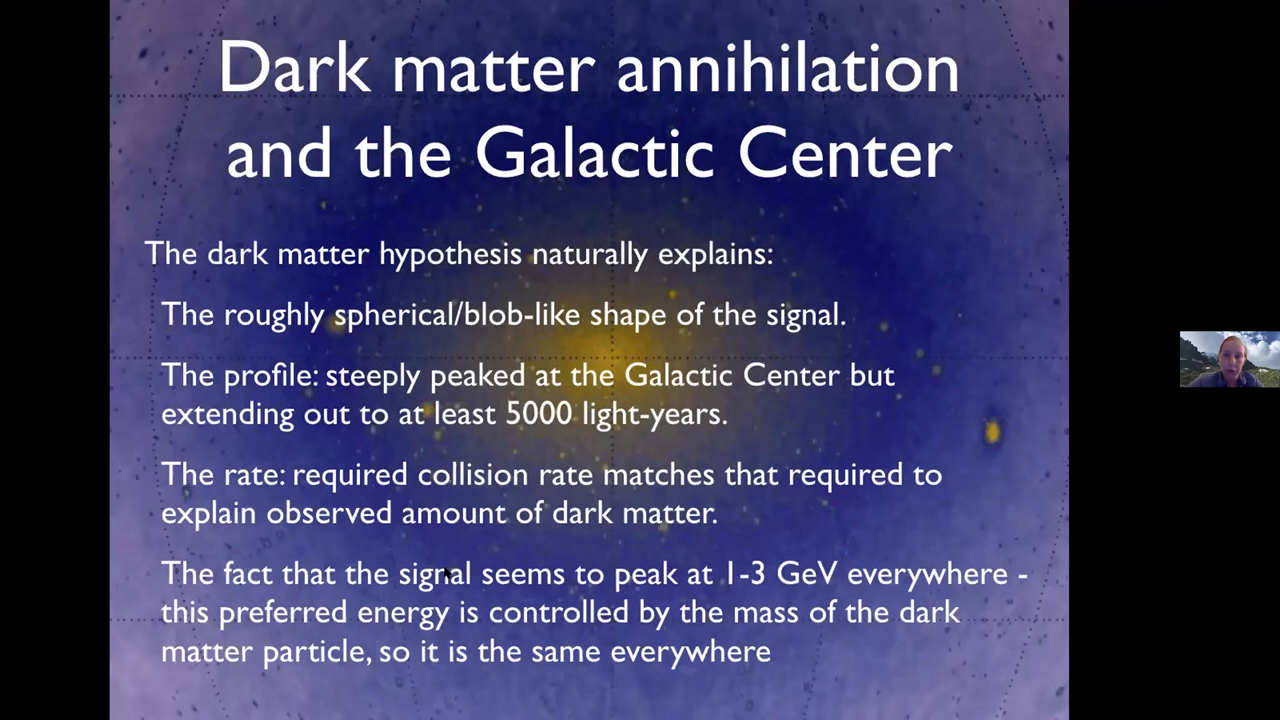 Dark matter annihilation
and the Galactic Center
The dark matter hypothesis naturally explains:
The roughly spherical/blob-like shape of the signal.
The profile: steeply peaked at the Galactic Center but
extending out to at least 5000 light-years.
The rate: required collision rate matches that required to
explain observed amount of dark matter.
The fact that the signal seems to peak at 1-3 GeV everywhere -
this preferred energy is controlled by the mass of the dark
matter particle, so it is the same everywhere